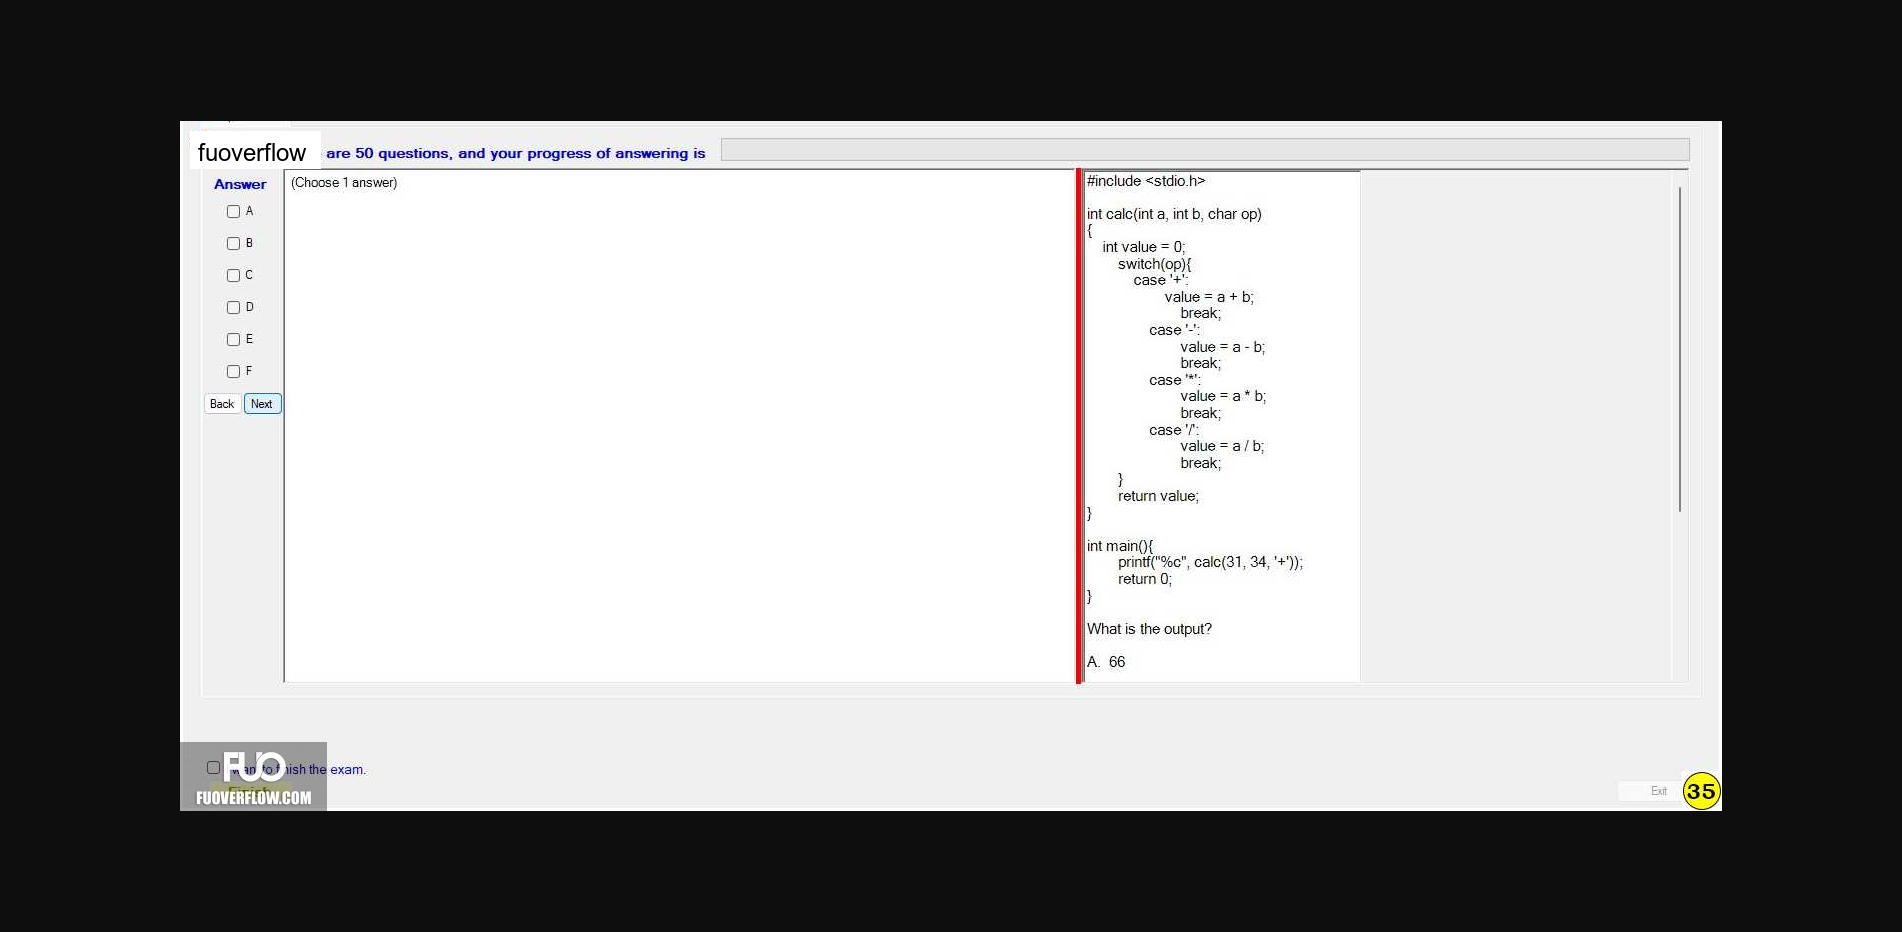 fuoverflow are 50 questions, and your progress of answering is
Answer
(Choose 1 answer)
A
B
C
D
E
F
Back Next
#include <stdio.h>
int calc(int a, int b, char op)
{
int value = 0;
switch(op){
case '+':
value = a + b;
break;
case '-':
value = a - b;
break;
case '*':
value = a * b;
break;
case '/':
value = a / b;
break;
}
return value;
}
int main(){
printf("%c", calc(31, 34, '+'));
return 0;
}
What is the output?
A. 66
FUO
to finish the exam.
FUOVERFLOW.COM
Finish
Exit
35